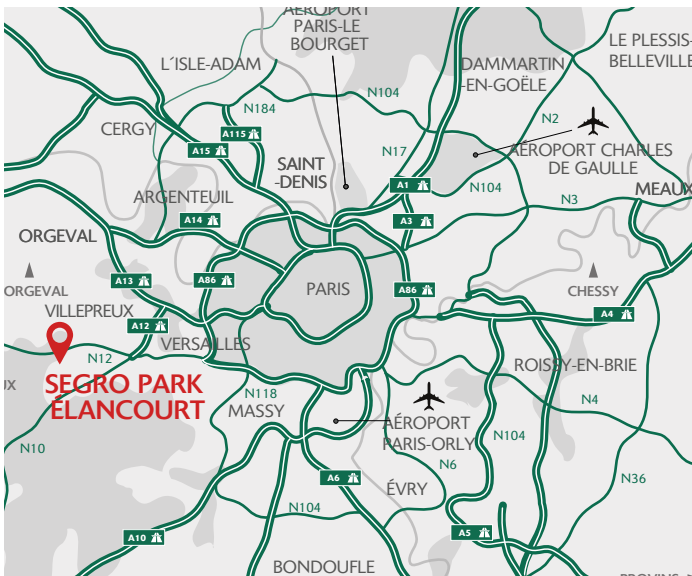 AÉROPORT
PARIS-LE
BOURGET
LE PLESSIS-
BELLEVILLE
L'ISLE-ADAM
DAMMARTIN
-EN-GOËLE
N104
N184
N2
CERGY
A115
A15
N17
AÉROPORT CHARLES
DE GAULLE
SAINT
-DENIS
A1
N104
MEAUX
ARGENTEUIL
A14
A3
N3
ORGEVAL
A13
A86
PARIS
A86
CHESSY
ORGEVAL
VILLEPREUX
A12
A4
VERSAILLES
N12
SEGRO PARK
ÉLANCOURT
ROISSY-EN-BRIE
UX
N118
MASSY
N4
AÉROPORT
PARIS-ORLY
N104
N10
N6
A6
ÉVRY
N36
N104
A10
A5
BONDOUFLE